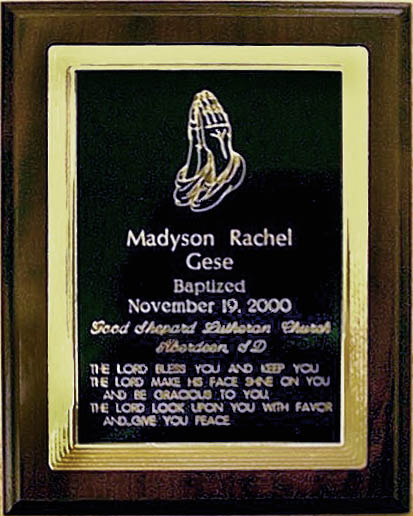 Madyson Rachel
Gese
Baptized
November 19, 2000
Good Shepard Lutheran Church
Aberdeen, SD
THE LORD BLESS YOU AND KEEP YOU
THE LORD MAKE HIS FACE SHINE ON YOU
AND BE GRACIOUS TO YOU.
THE LORD LOOK UPON YOU WITH FAVOR
AND...GIVE YOU PEACE.